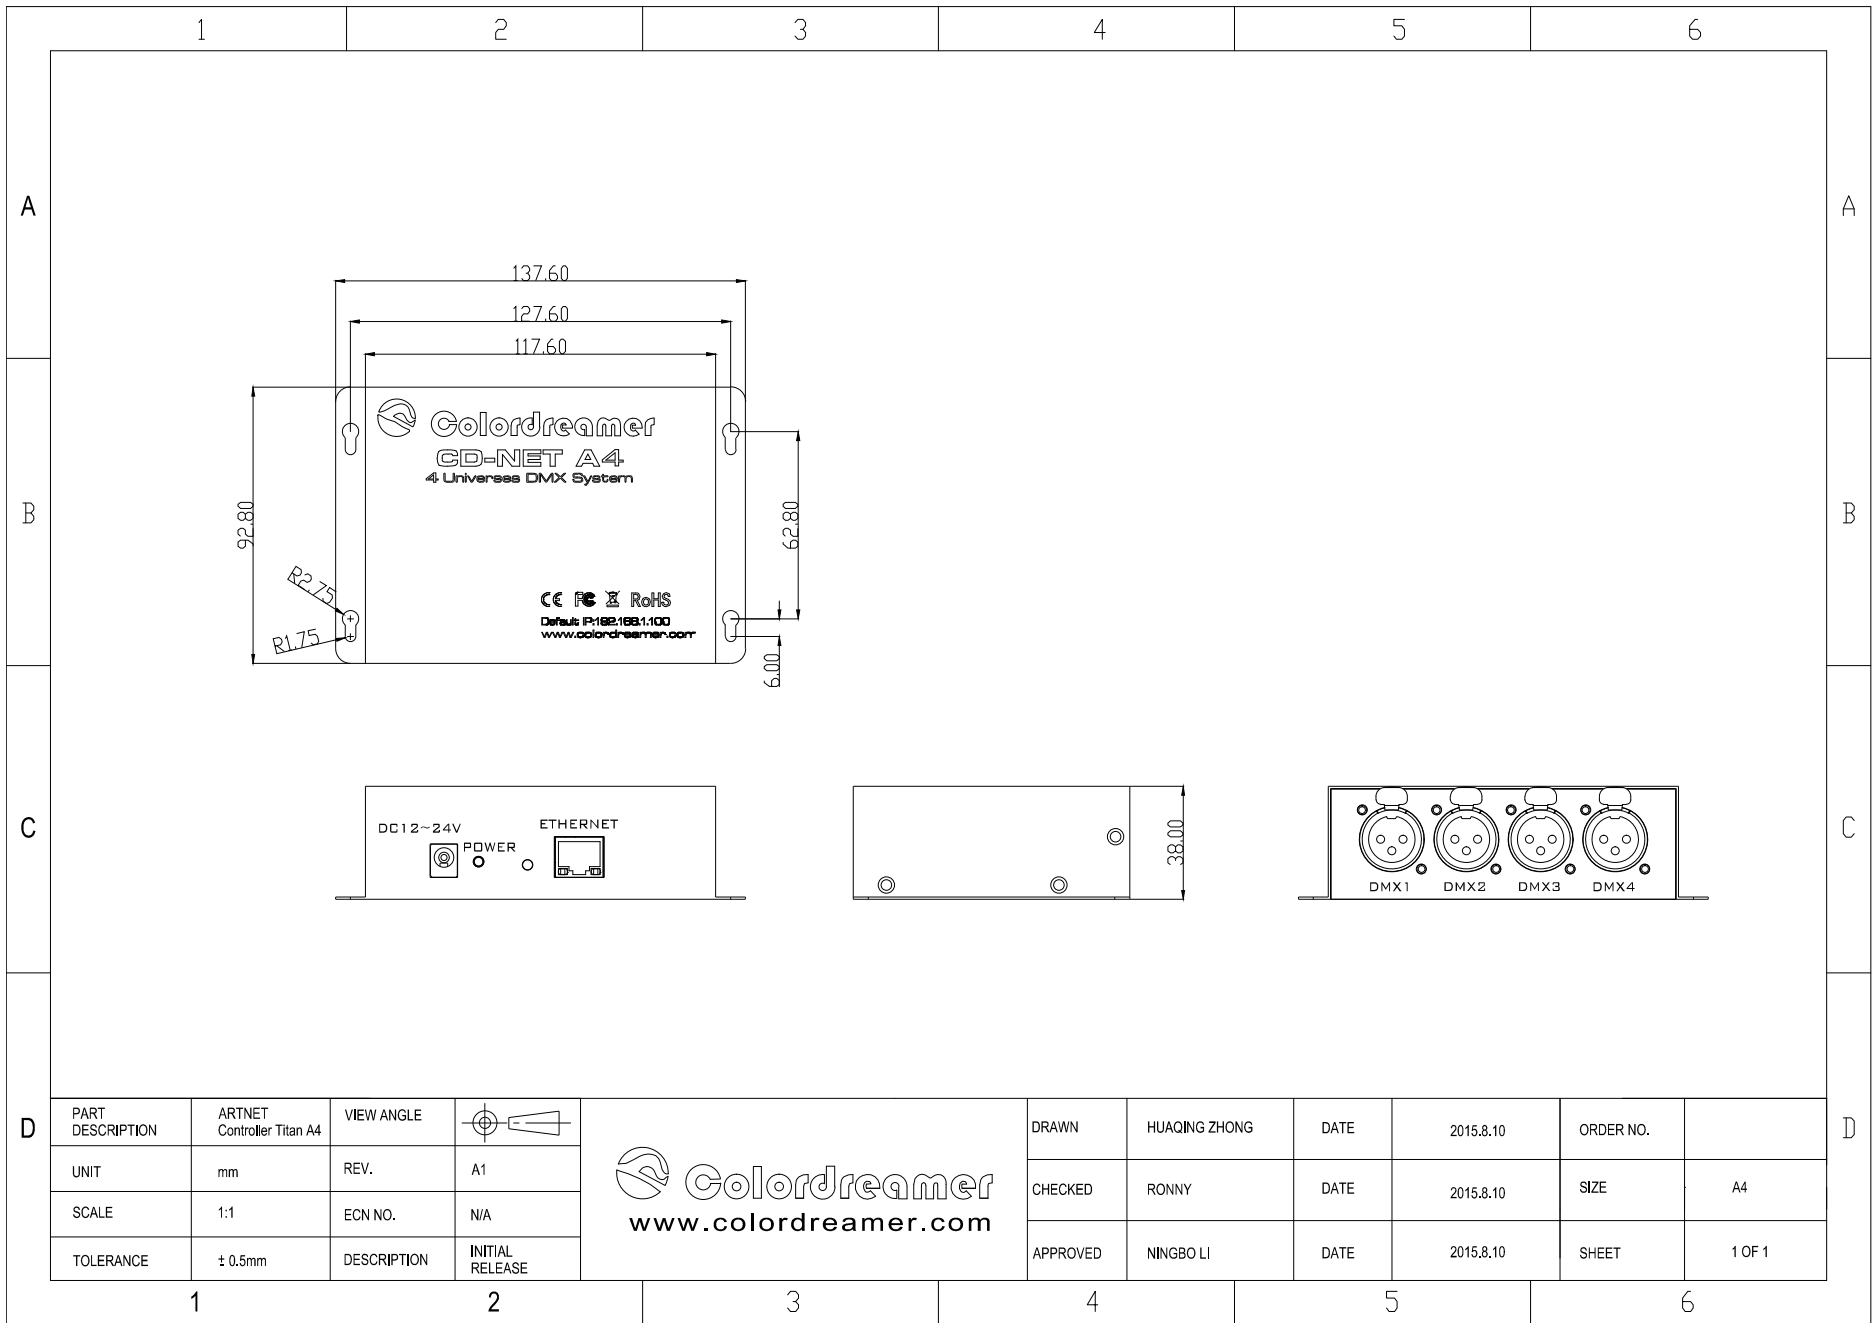 1 2 3 4 5 6
A A
137.60
127.60
117.60
Colordreamer
CD-NET A4
4 Universes DMX System
B B
92.80
62.80
R2.75
R1.75
CE FC RoHS
Default IP:192.168.1.100
www.colordreamer.com
6.00
C C
DC12~24V
POWER
ETHERNET
38.00
DMX1 DMX2 DMX3 DMX4
D D
PART DESCRIPTION
ARTNET
Controller Titan A4
VIEW ANGLE
UNIT mm REV. A1
SCALE 1:1 ECN NO. N/A
TOLERANCE ± 0.5mm DESCRIPTION INITIAL RELEASE
Colordreamer
www.colordreamer.com
DRAWN HUAQING ZHONG DATE 2015.8.10 ORDER NO.
CHECKED RONNY DATE 2015.8.10 SIZE A4
APPROVED NINGBO LI DATE 2015.8.10 SHEET 1 OF 1
1 2 3 4 5 6